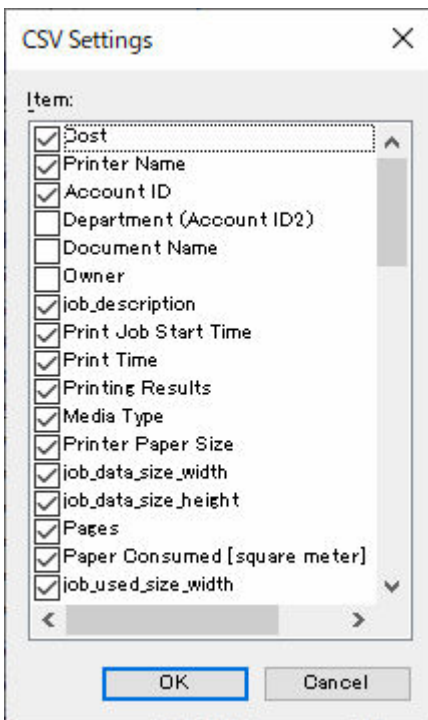 CSV Settings
Item:
Cost
Printer Name
Account ID
Department (Account ID2)
Document Name
Owner
job_description
Print Job Start Time
Print Time
Printing Results
Media Type
Printer Paper Size
job_data_size_width
job_data_size_height
Pages
Paper Consumed [square meter]
job_used_size_width
OK
Cancel